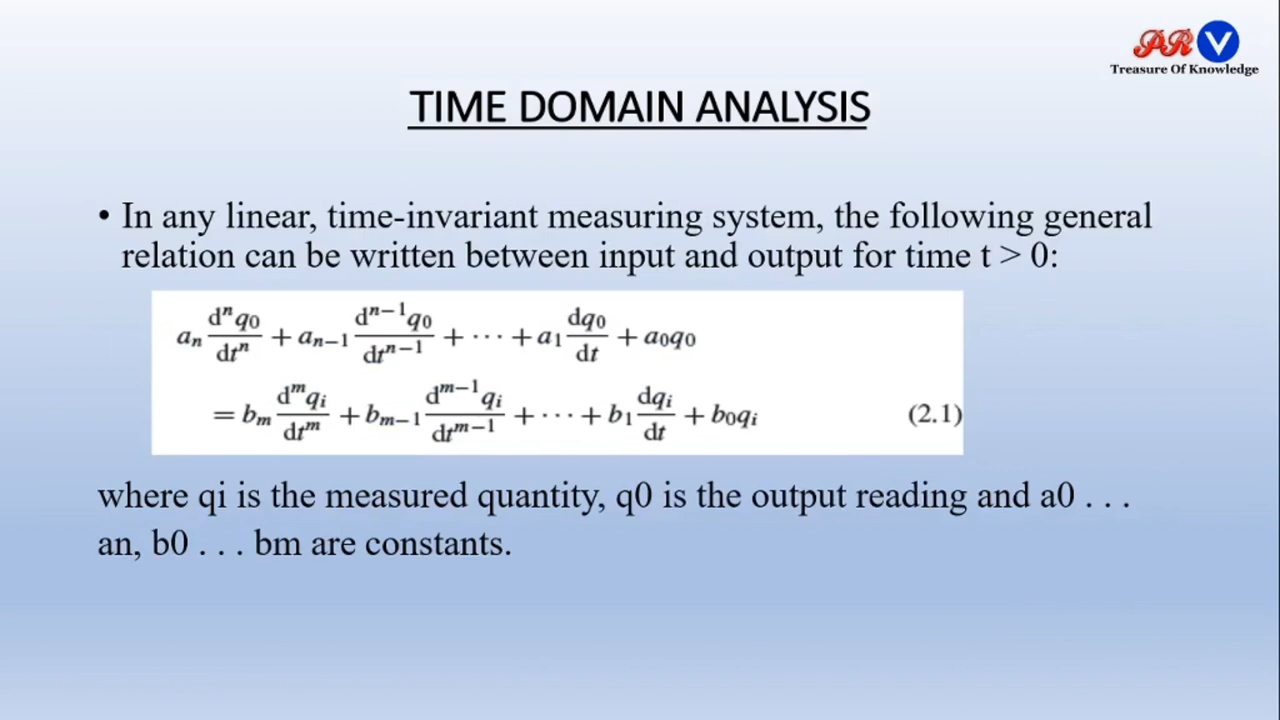 PR V
Treasure Of Knowledge
TIME DOMAIN ANALYSIS
• In any linear, time-invariant measuring system, the following general
relation can be written between input and output for time t > 0:
aₙ dⁿq₀/dtⁿ + aₙ₋₁ dⁿ⁻¹q₀/dtⁿ⁻¹ + ⋯ + a₁ dq₀/dt + a₀q₀
= bₘ dᵐqᵢ/dtᵐ + bₘ₋₁ dᵐ⁻¹qᵢ/dtᵐ⁻¹ + ⋯ + b₁ dqᵢ/dt + b₀qᵢ (2.1)
where qi is the measured quantity, q0 is the output reading and a0 . . .
an, b0 . . . bm are constants.